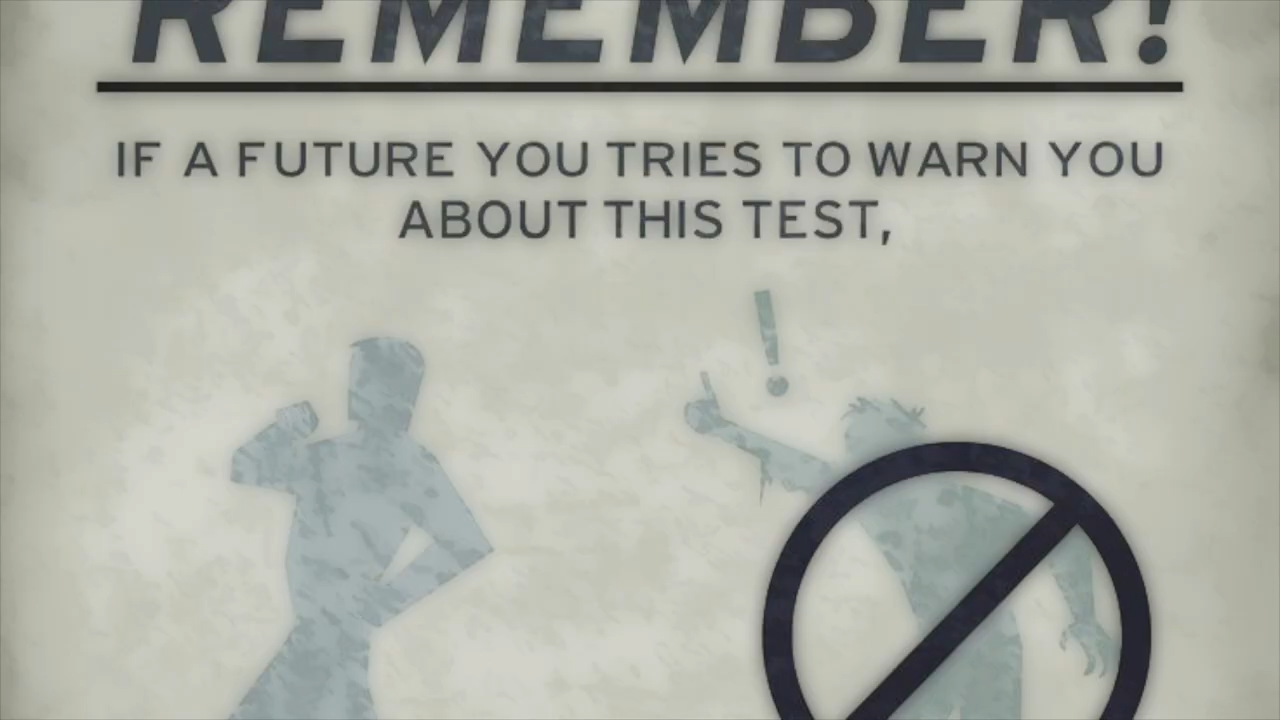 REMEMBER!
IF A FUTURE YOU TRIES TO WARN YOU
ABOUT THIS TEST,
!